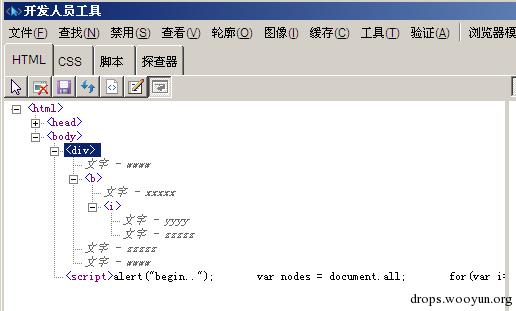 开发人员工具
文件(F) 查找(N) 禁用(S) 查看(V) 轮廓(O) 图像(I) 缓存(C) 工具(T) 验证(A) 浏览器模
HTML CSS 脚本 探查器
<html>
<head>
<body>
<div>
文字 - wwww
<b>
文字 - xxxxx
<i>
文字 - yyyy
文字 - zzzzz
文字 - zzzzz
文字 - wwww
<script>alert("begin..."); var nodes = document.all; for(var i=
drops.wooyun.org